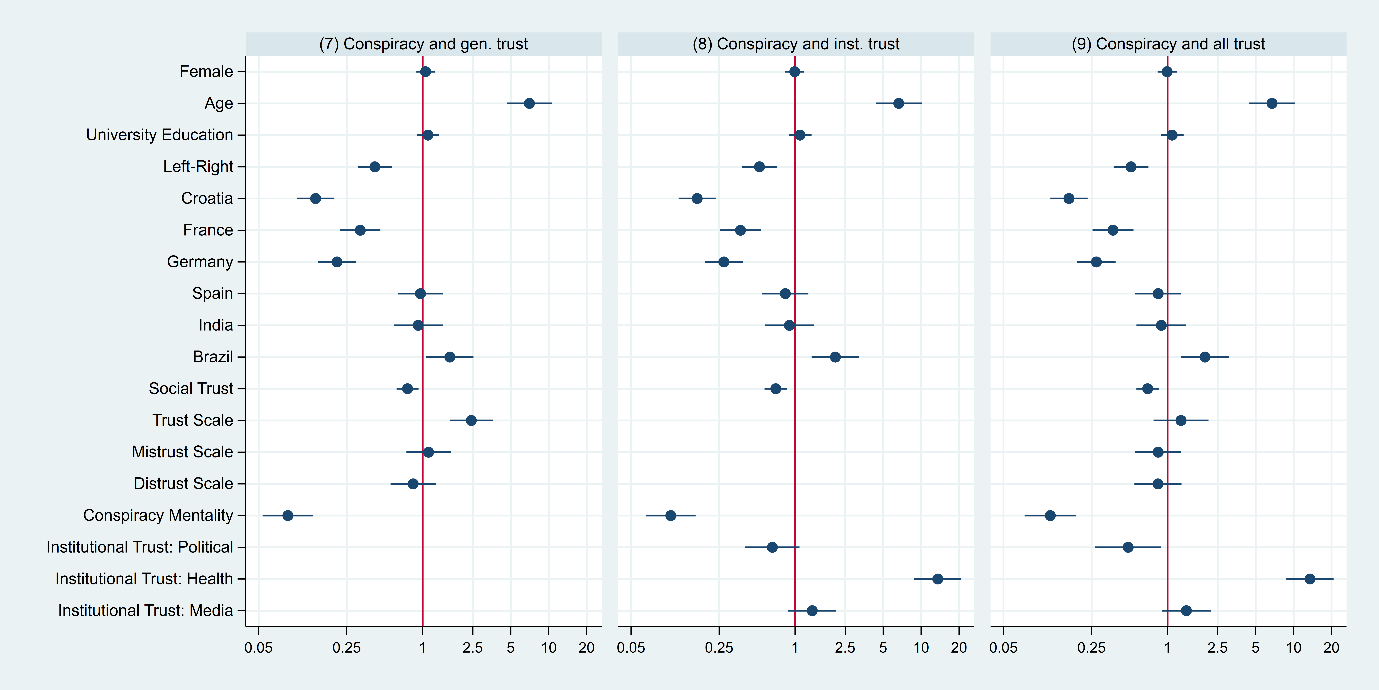 (7) Conspiracy and gen. trust
(8) Conspiracy and inst. trust
(9) Conspiracy and all trust
Female
Age
University Education
Left-Right
Croatia
France
Germany
Spain
India
Brazil
Social Trust
Trust Scale
Mistrust Scale
Distrust Scale
Conspiracy Mentality
Institutional Trust: Political
Institutional Trust: Health
Institutional Trust: Media
0.05 0.25 1 2.5 5 10 20
0.05 0.25 1 2.5 5 10 20
0.05 0.25 1 2.5 5 10 20